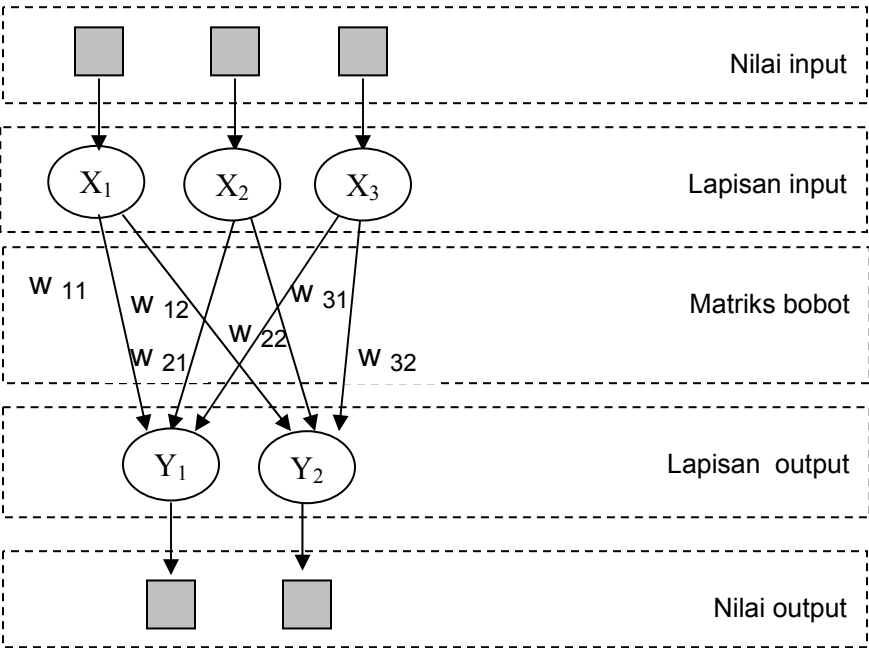 Nilai input
X₁ X₂ X₃ Lapisan input
w 11 w 12 w 21 w 22 w 31 w 32 Matriks bobot
Y₁ Y₂ Lapisan output
Nilai output